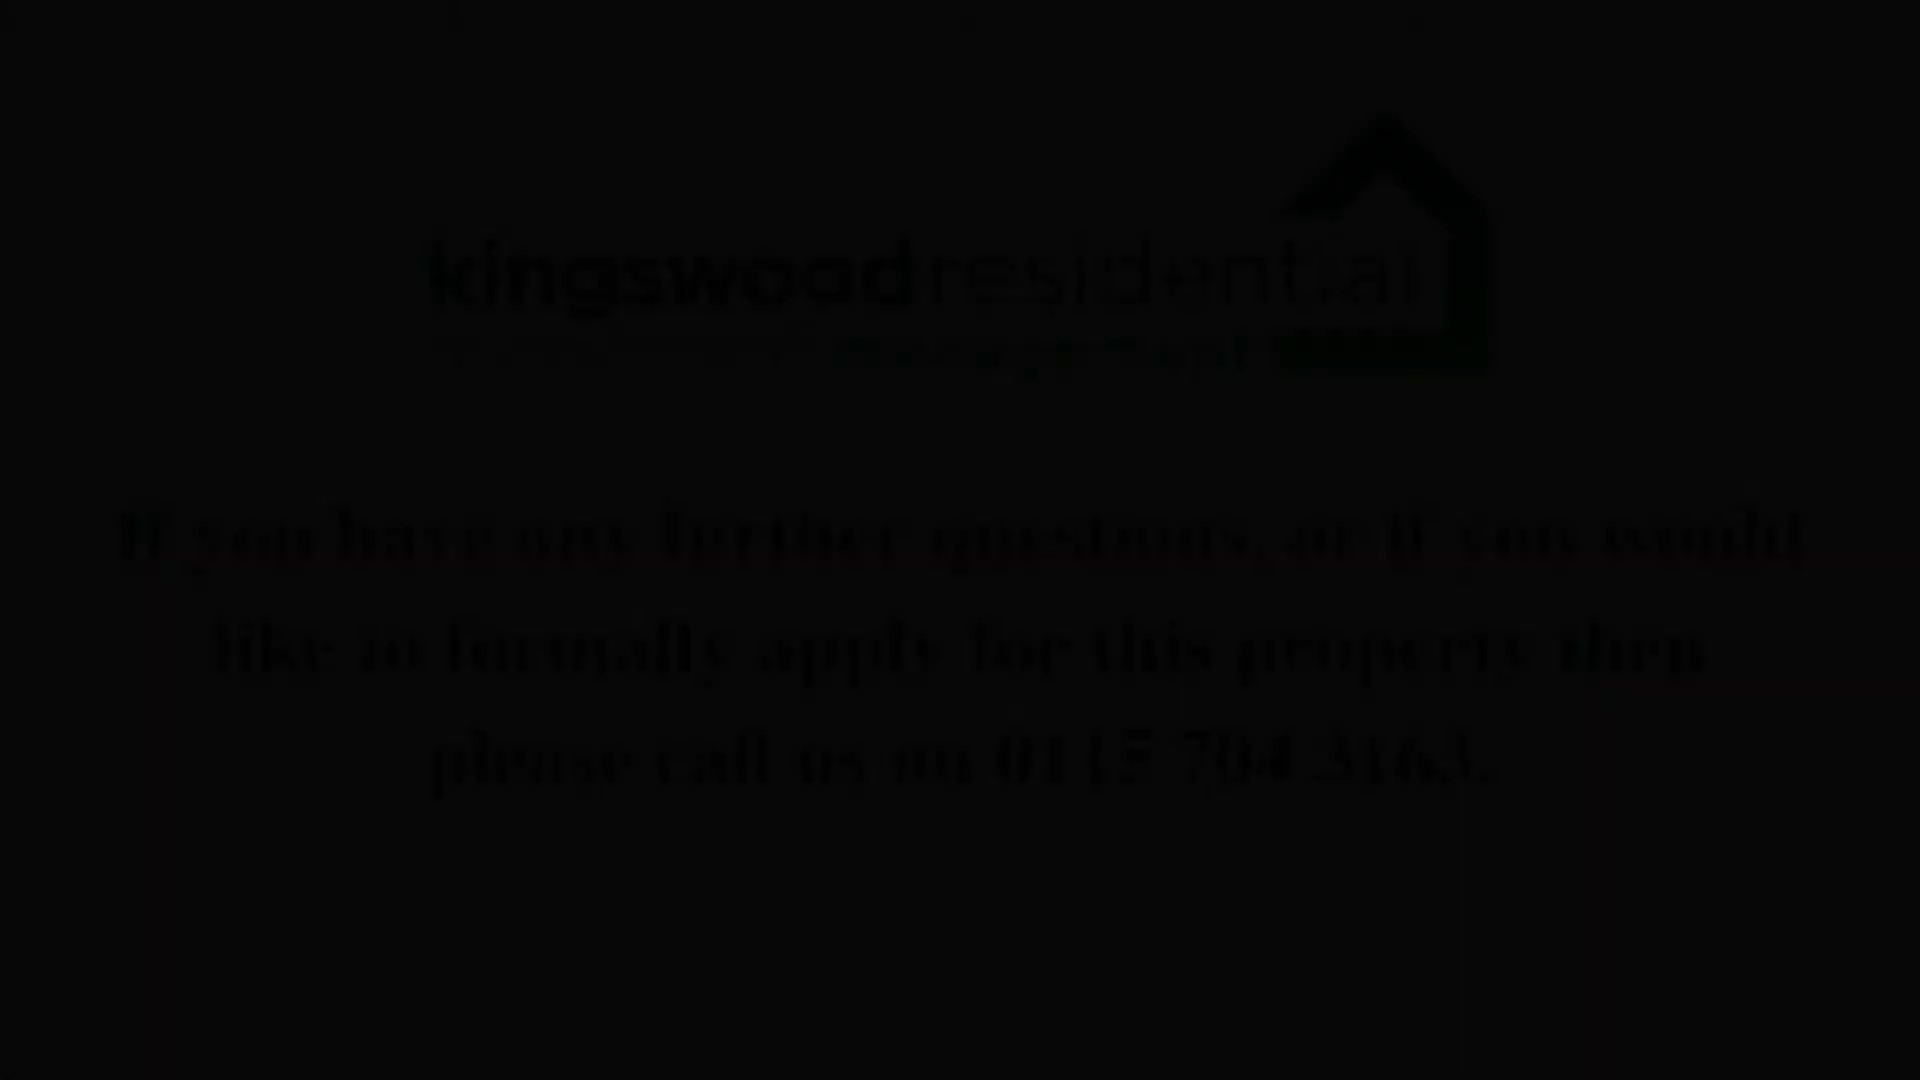 kingswoodresidential
Management
If you have any further questions, or if you would
like to formally apply for this property then
please call us on 0115 704 3163.